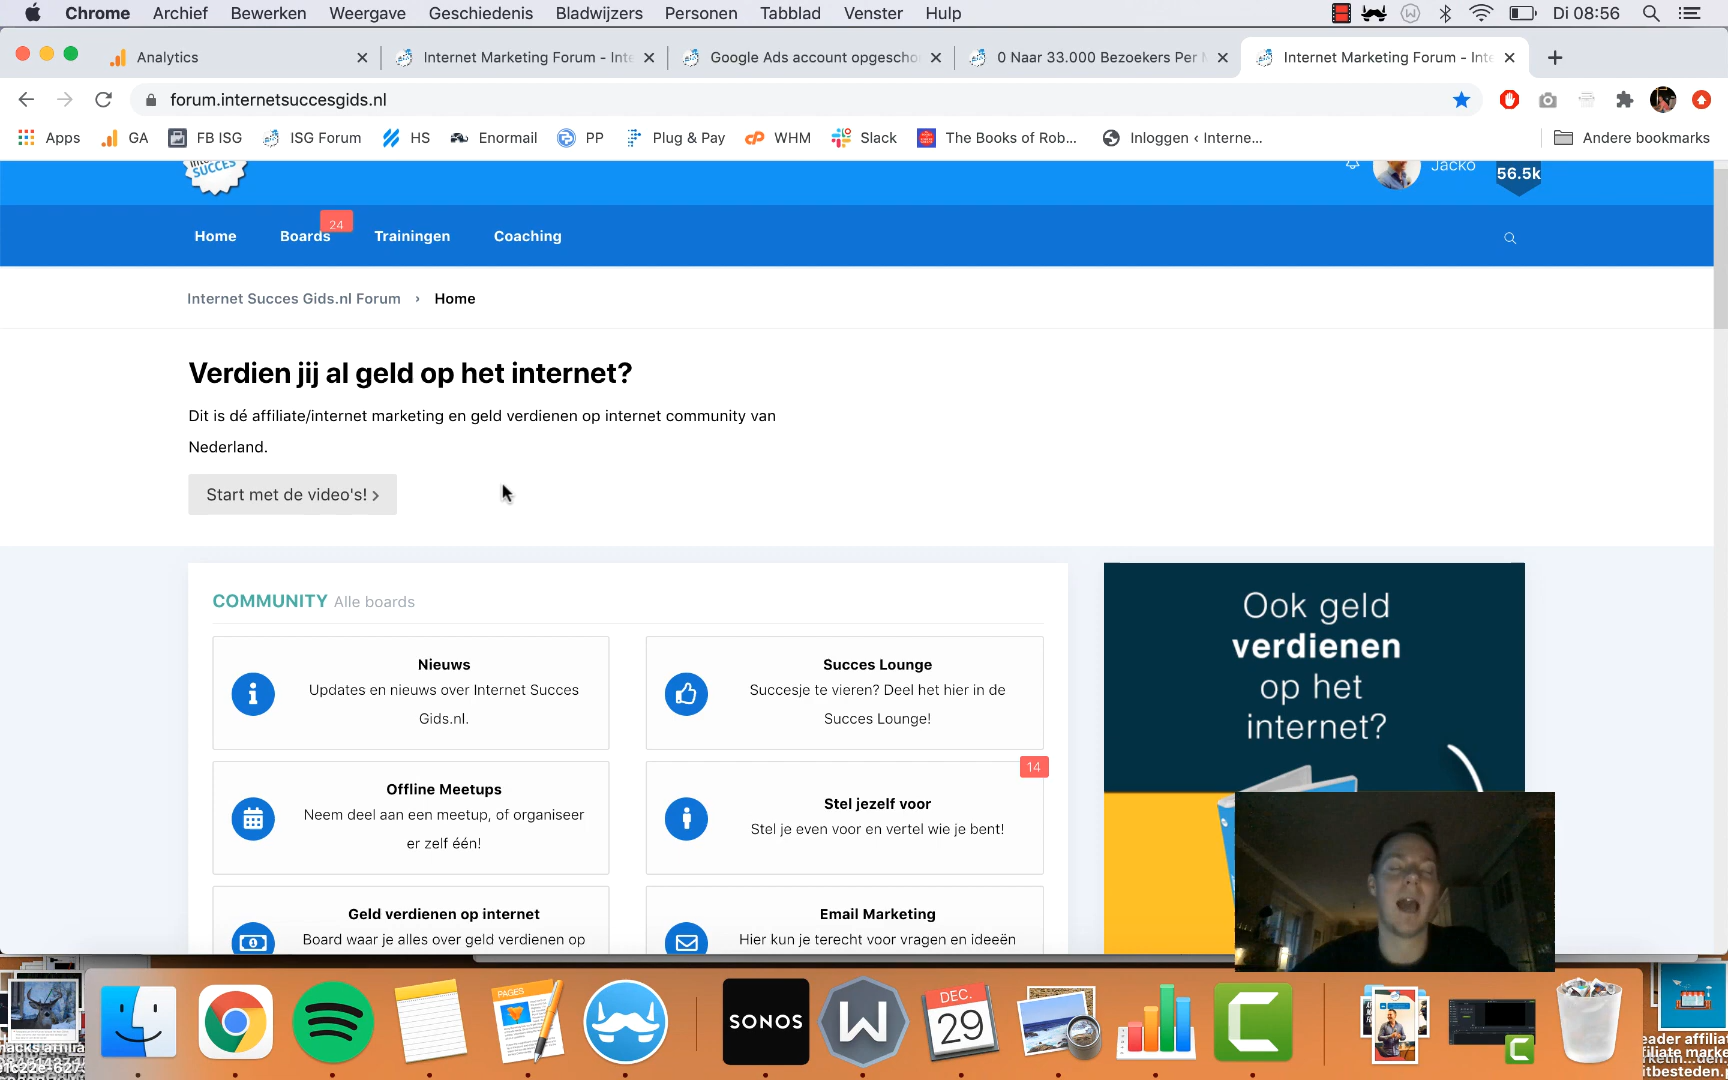 Chrome Archief Bewerken Weergave Geschiedenis Bladwijzers Personen Tabblad Venster Hulp Di 08:56
Analytics
Internet Marketing Forum - Inte
Google Ads account opgescho
0 Naar 33.000 Bezoekers Per M
Internet Marketing Forum - Inte
forum.internetsuccesgids.nl
Apps GA FB ISG ISG Forum HS Enormail PP Plug & Pay WHM Slack The Books of Rob... Inloggen ‹ Interne... Andere bookmarks
SUCCES
Jacko
56.5k
24
Home Boards Trainingen Coaching
Internet Succes Gids.nl Forum › Home
Verdien jij al geld op het internet?
Dit is dé affiliate/internet marketing en geld verdienen op internet community van
Nederland.
Start met de video's! ›
COMMUNITY Alle boards
Nieuws
Updates en nieuws over Internet Succes
Gids.nl.
Succes Lounge
Succesje te vieren? Deel het hier in de
Succes Lounge!
Offline Meetups
Neem deel aan een meetup, of organiseer
er zelf één!
14
Stel jezelf voor
Stel je even voor en vertel wie je bent!
Geld verdienen op internet
Board waar je alles over geld verdienen op
Email Marketing
Hier kun je terecht voor vragen en ideeën
Ook geld
verdienen
op het
internet?
PAGES
SONOS
W
DEC.
29
C
eader affilia
itbesteden.p